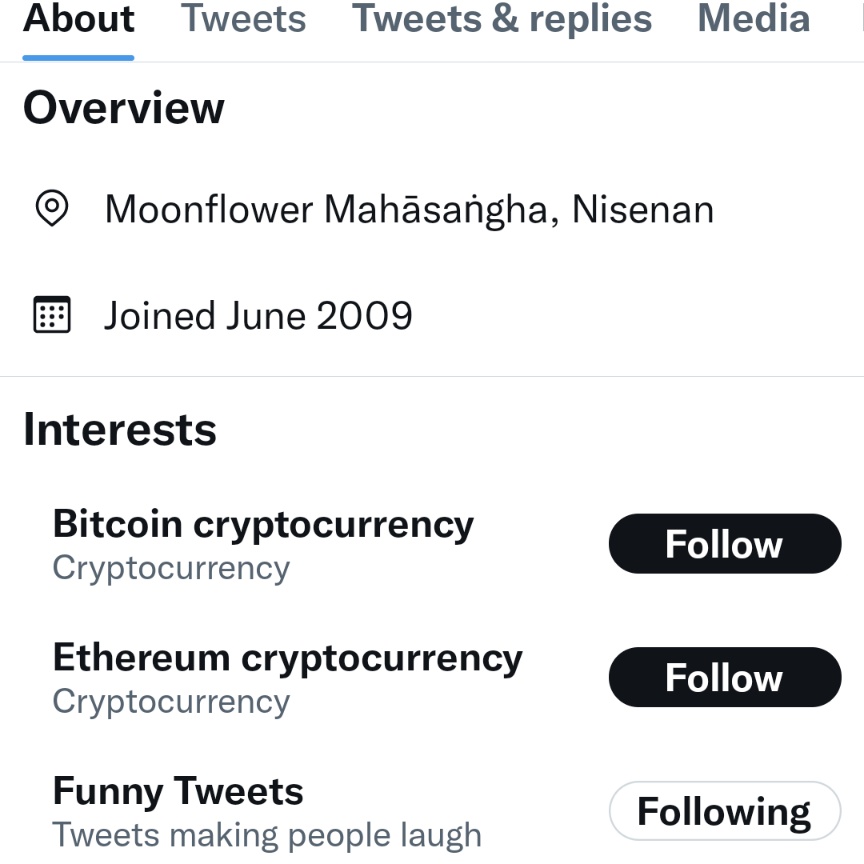 About Tweets Tweets & replies Media
Overview
Moonflower Mahāsaṅgha, Nisenan
Joined June 2009
Interests
Bitcoin cryptocurrency
Cryptocurrency
Follow
Ethereum cryptocurrency
Cryptocurrency
Follow
Funny Tweets
Tweets making people laugh
Following